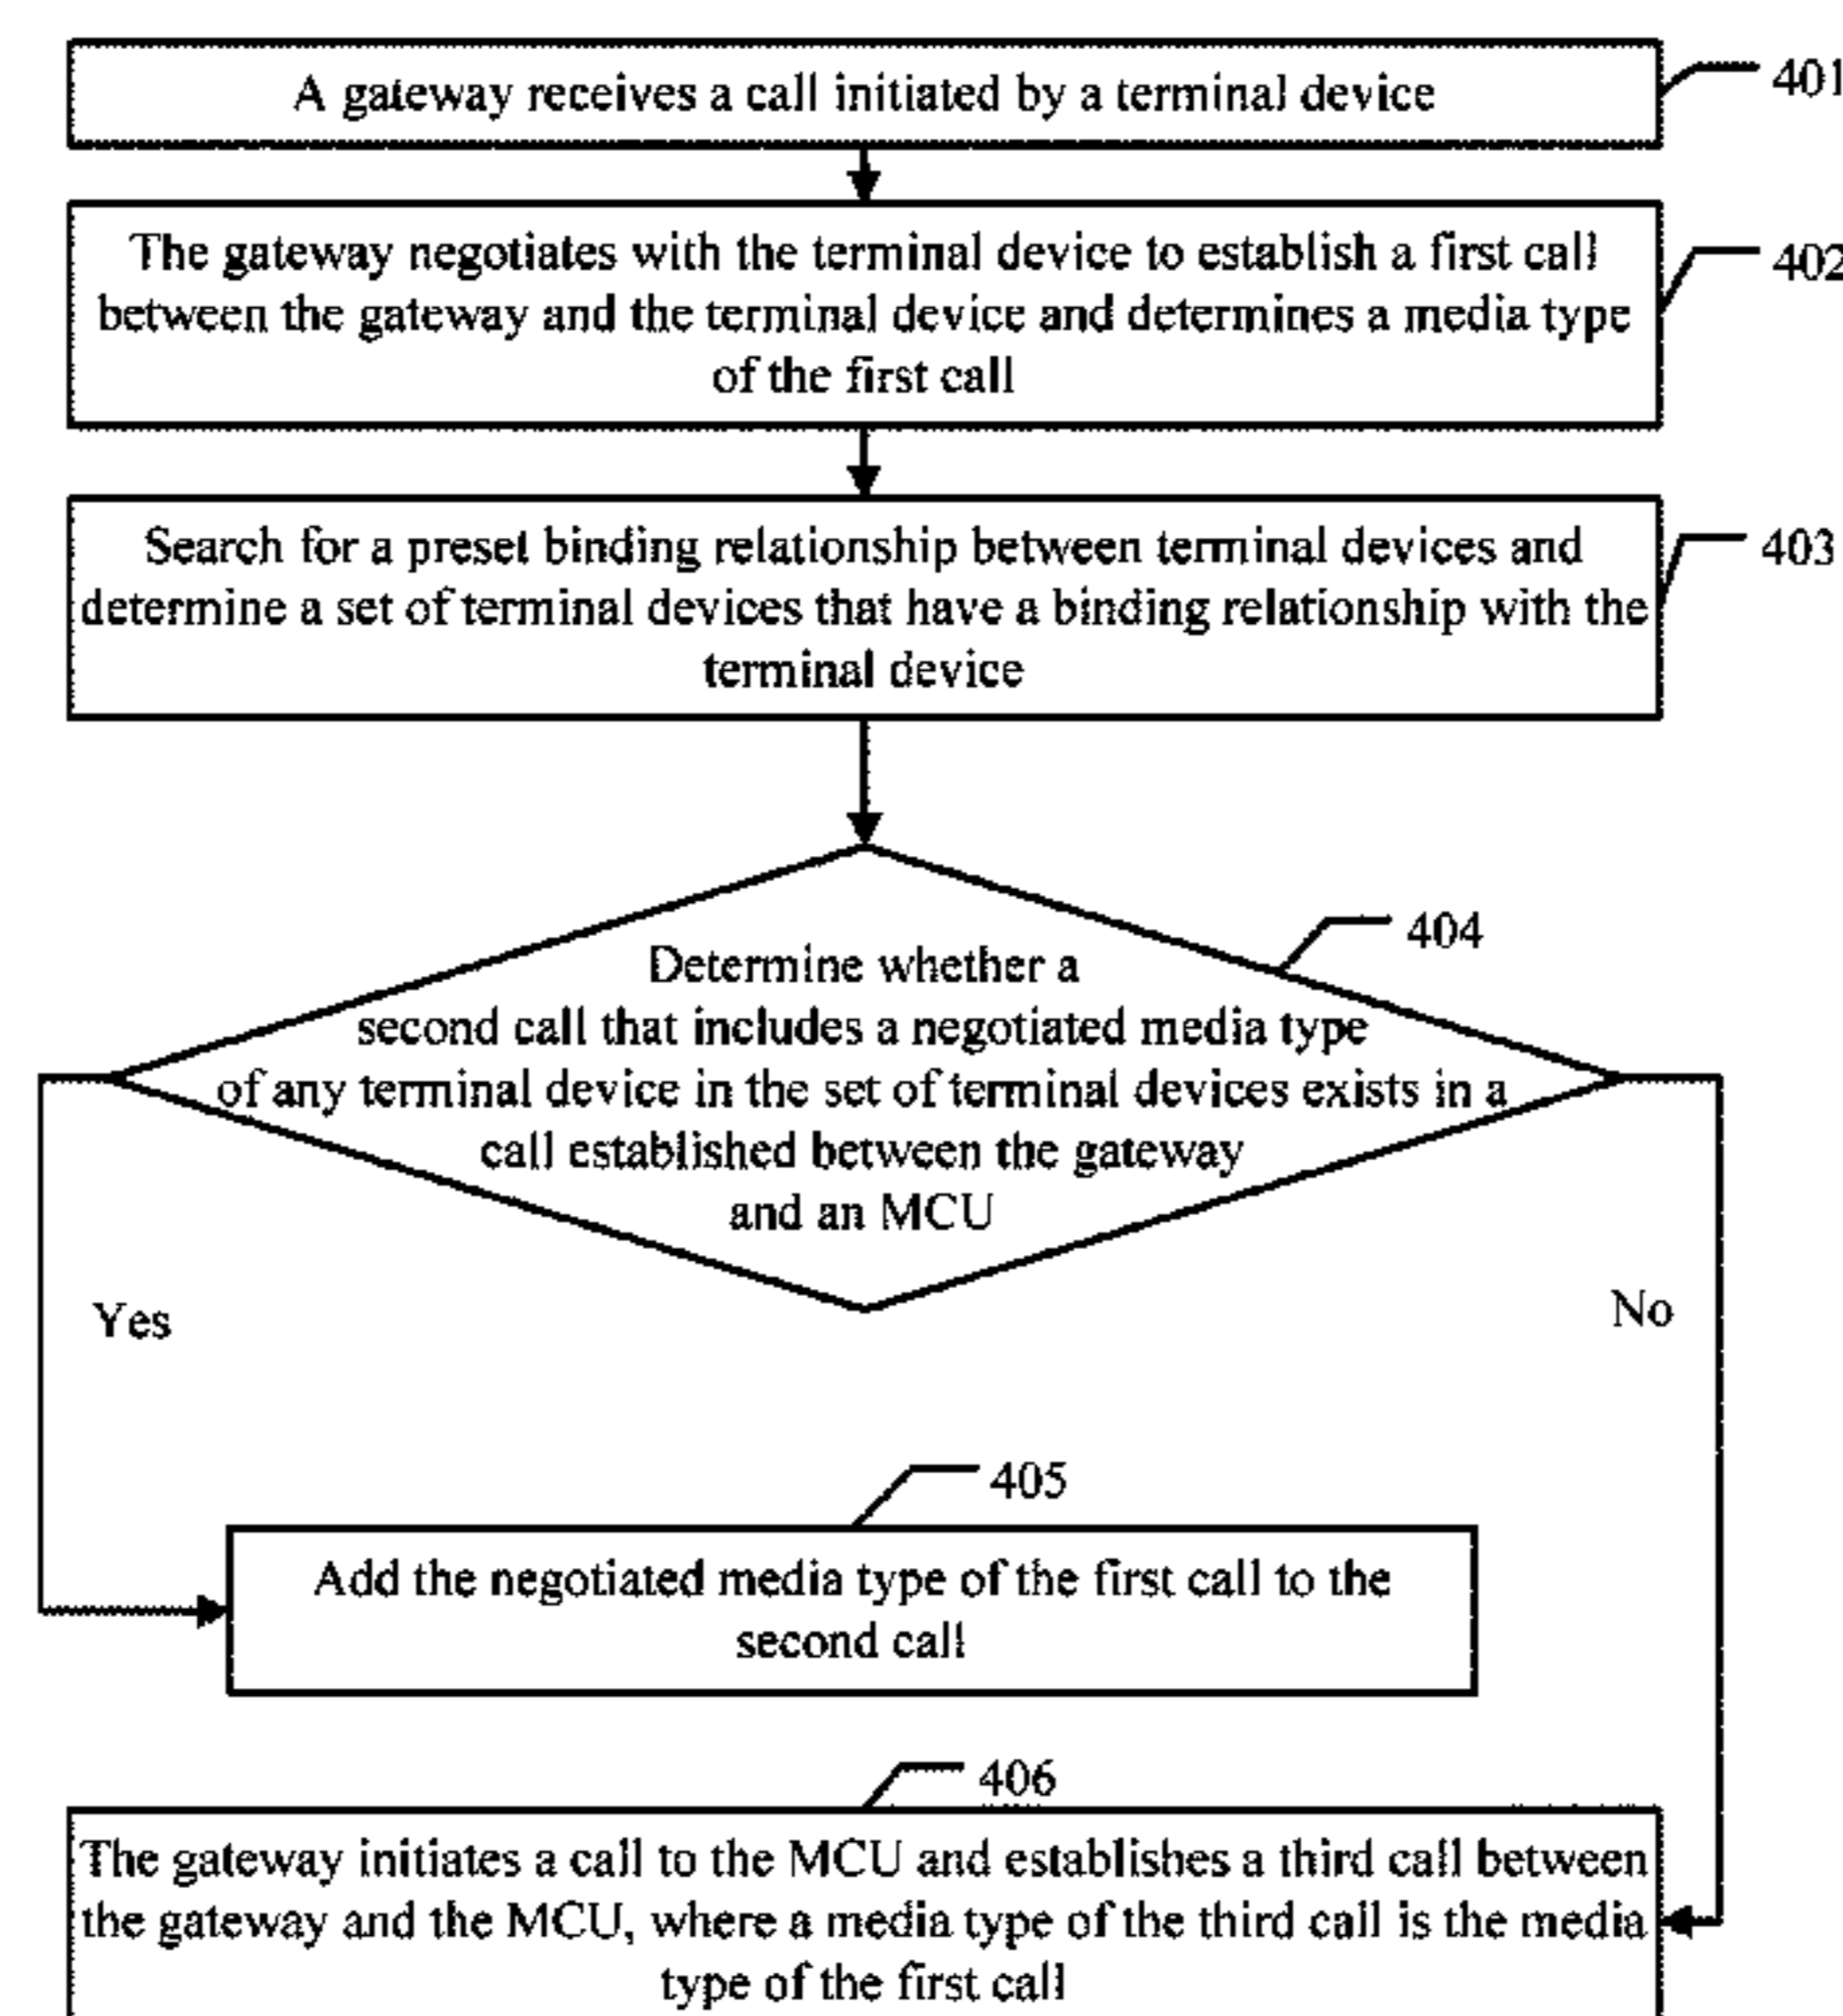 A gateway receives a call initiated by a terminal device
401
The gateway negotiates with the terminal device to establish a first call
between the gateway and the terminal device and determines a media type
of the first call
402
Search for a preset binding relationship between terminal devices and
determine a set of terminal devices that have a binding relationship with the
terminal device
403
404
Determine whether a
second call that includes a negotiated media type
of any terminal device in the set of terminal devices exists in a
call established between the gateway
and an MCU
Yes
No
405
Add the negotiated media type of the first call to the
second call
406
The gateway initiates a call to the MCU and establishes a third call between
the gateway and the MCU, where a media type of the third call is the media
type of the first call